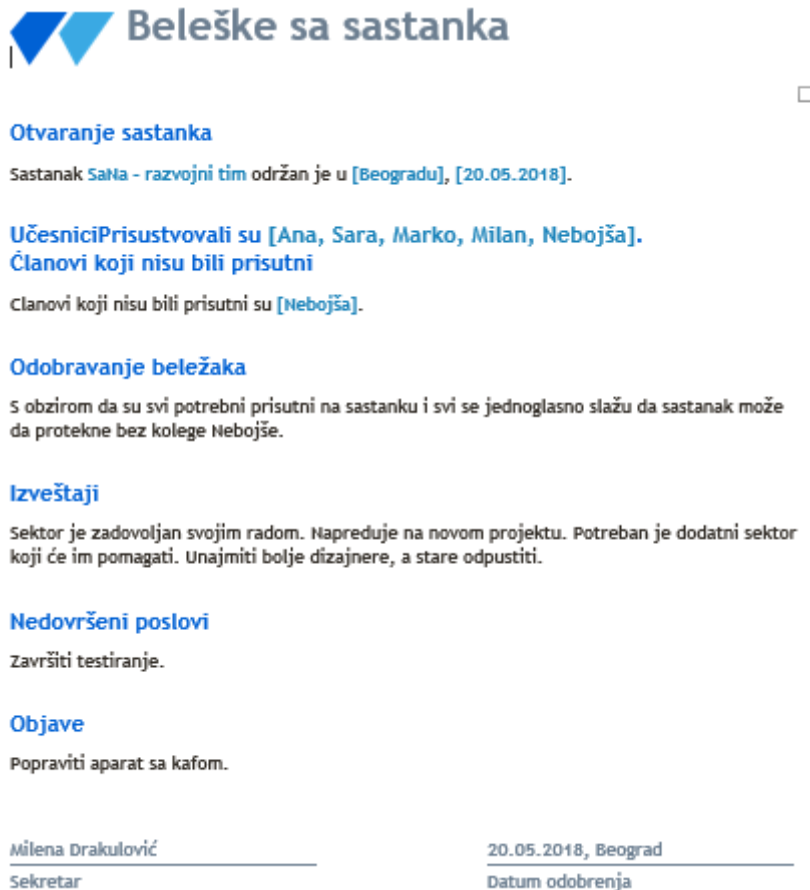 Beleške sa sastanka
Otvaranje sastanka
Sastanak SaNa - razvojni tim održan je u [Beogradu], [20.05.2018].
UčesniciPrisustvovali su [Ana, Sara, Marko, Milan, Nebojša].
Članovi koji nisu bili prisutni
Clanovi koji nisu bili prisutni su [Nebojša].
Odobravanje beležaka
S obzirom da su svi potrebni prisutni na sastanku i svi se jednoglasno slažu da sastanak može
da protekne bez kolege Nebojše.
Izveštaji
Sektor je zadovoljan svojim radom. Napreduje na novom projektu. Potreban je dodatni sektor
koji će im pomagati. Unajmiti bolje dizajnere, a stare odpustiti.
Nedovršeni poslovi
Završiti testiranje.
Objave
Popraviti aparat sa kafom.
Milena Drakulović
20.05.2018, Beograd
Sekretar
Datum odobrenja